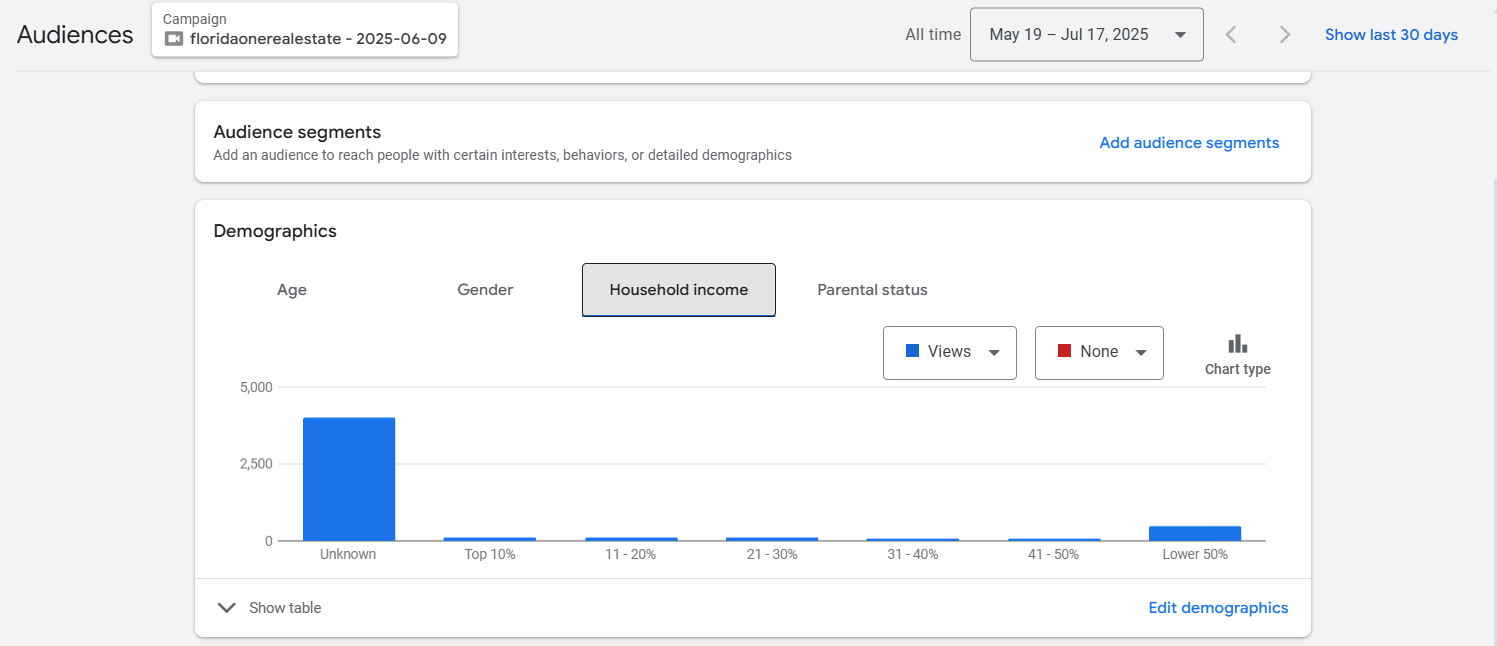 Audiences
Campaign
floridaonerealestate - 2025-06-09
All time
May 19 – Jul 17, 2025
Show last 30 days
Audience segments
Add an audience to reach people with certain interests, behaviors, or detailed demographics
Add audience segments
Demographics
Age
Gender
Household income
Parental status
Views
None
Chart type
5,000
2,500
0
Unknown
Top 10%
11 - 20%
21 - 30%
31 - 40%
41 - 50%
Lower 50%
Show table
Edit demographics